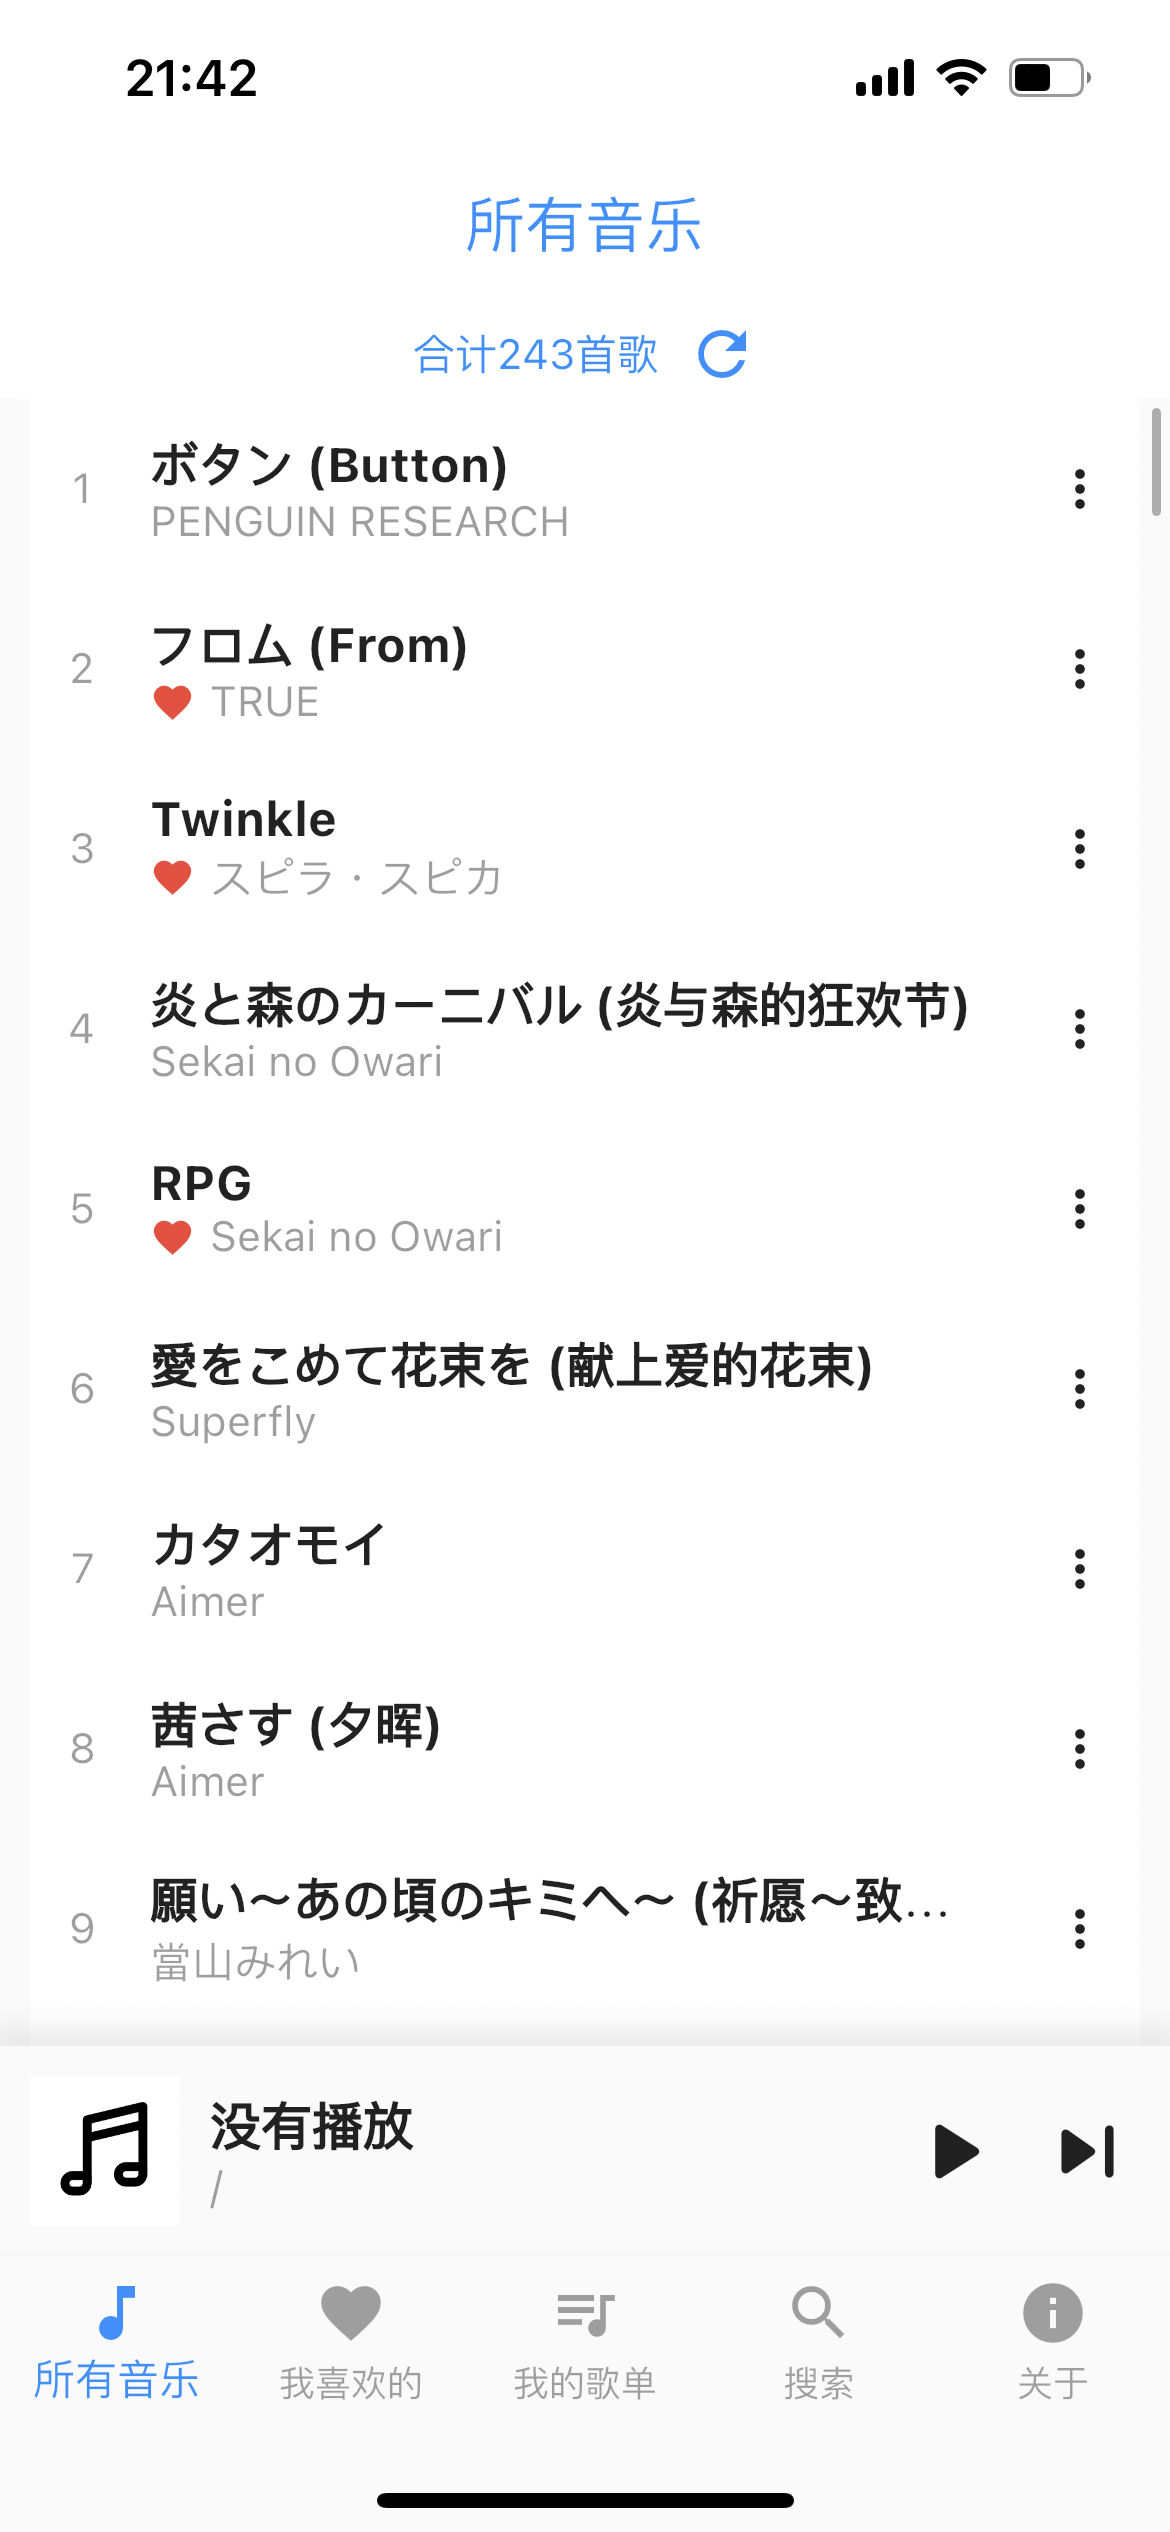 21:42
所有音乐
合计243首歌
1
ボタン (Button)
PENGUIN RESEARCH
2
フロム (From)
TRUE
3
Twinkle
スピラ・スピカ
4
炎と森のカーニバル (炎与森的狂欢节)
Sekai no Owari
5
RPG
Sekai no Owari
6
愛をこめて花束を (献上爱的花束)
Superfly
7
カタオモイ
Aimer
8
茜さす (夕晖)
Aimer
9
願い〜あの頃のキミへ〜 (祈愿〜致...
當山みれい
没有播放
/
所有音乐
我喜欢的
我的歌单
搜索
关于